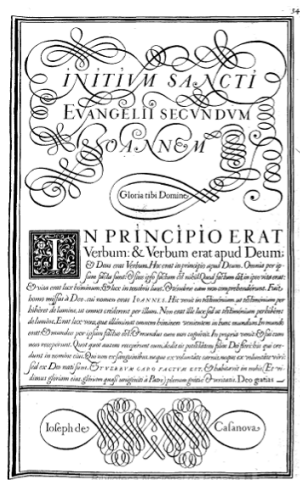 34
INITIVM SANCTI
EVANGELII SECVNDVM
IOANNEM
Gloria tibi Domine
IN PRINCIPIO ERAT
Verbum: & Verbum erat apud Deum:
& Deus erat Verbum. Hoc erat in principio apud Deum. Omnia per ip-
sum facta sunt: & sine ipso factum est nihil. Quod factum est in ipso vita erat:
& vita erat lux hominum: & lux in tenebris lucet: & tenebræ eam non comprehenderunt. Fuit
homo missus à Deo, cui nomen erat IOANNES. Hic venit in testimonium, ut testimonium per
hiberet de lumine, ut omnes crederent per illum. Non erat ille lux sed ut testimonium perhiberet
de lumine. Erat lux vera, quæ illuminat omnem hominem venientem in hunc mundum. In mundo
erat & mundus per ipsum factus est & mundus eum non cognovit. In propria venit & sui eum
non receperunt. Quot quot autem receperunt eum, dedit eis potestatem filios Dei fieri his qui cre-
dunt in nomine eius. Qui non ex sanguinibus, neque ex voluntate carnis, neque ex voluntate viri:
sed ex Deo nati sunt. ET VERBVM CARO FACTVM EST, & habitavit in nobis, (Et vi-
dimus gloriam eius gloriam quasi unigeniti à Patre) plenum gratiæ & veritatis. Deo gratias
Ioseph de Casanova